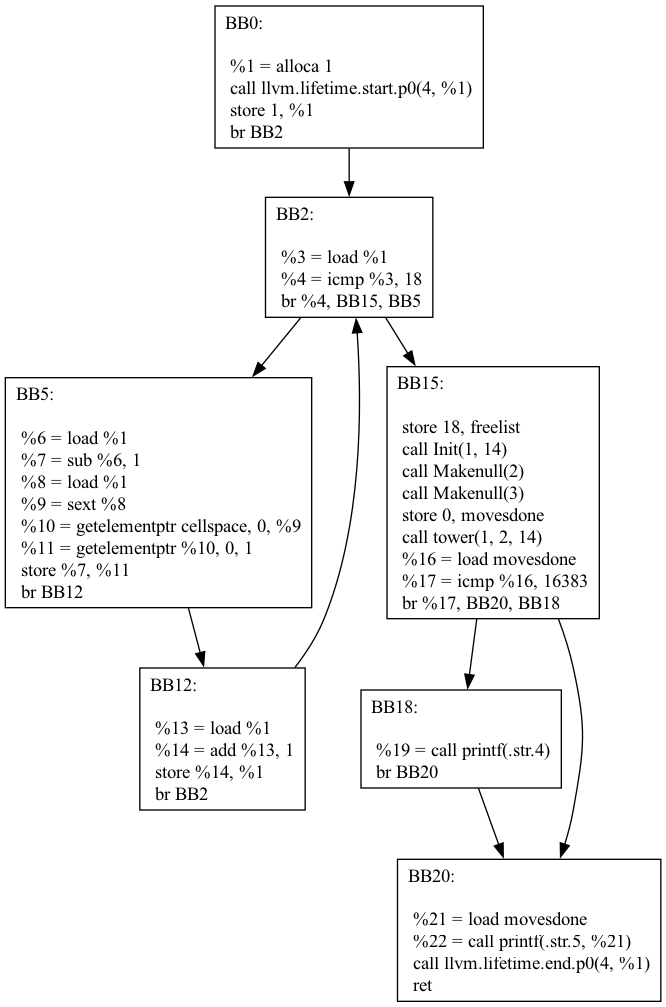 BB0:
%1 = alloca 1
call llvm.lifetime.start.p0(4, %1)
store 1, %1
br BB2
BB2:
%3 = load %1
%4 = icmp %3, 18
br %4, BB15, BB5
BB5:
%6 = load %1
%7 = sub %6, 1
%8 = load %1
%9 = sext %8
%10 = getelementptr cellspace, 0, %9
%11 = getelementptr %10, 0, 1
store %7, %11
br BB12
BB15:
store 18, freelist
call Init(1, 14)
call Makenull(2)
call Makenull(3)
store 0, movesdone
call tower(1, 2, 14)
%16 = load movesdone
%17 = icmp %16, 16383
br %17, BB20, BB18
BB12:
%13 = load %1
%14 = add %13, 1
store %14, %1
br BB2
BB18:
%19 = call printf(.str.4)
br BB20
BB20:
%21 = load movesdone
%22 = call printf(.str.5, %21)
call llvm.lifetime.end.p0(4, %1)
ret